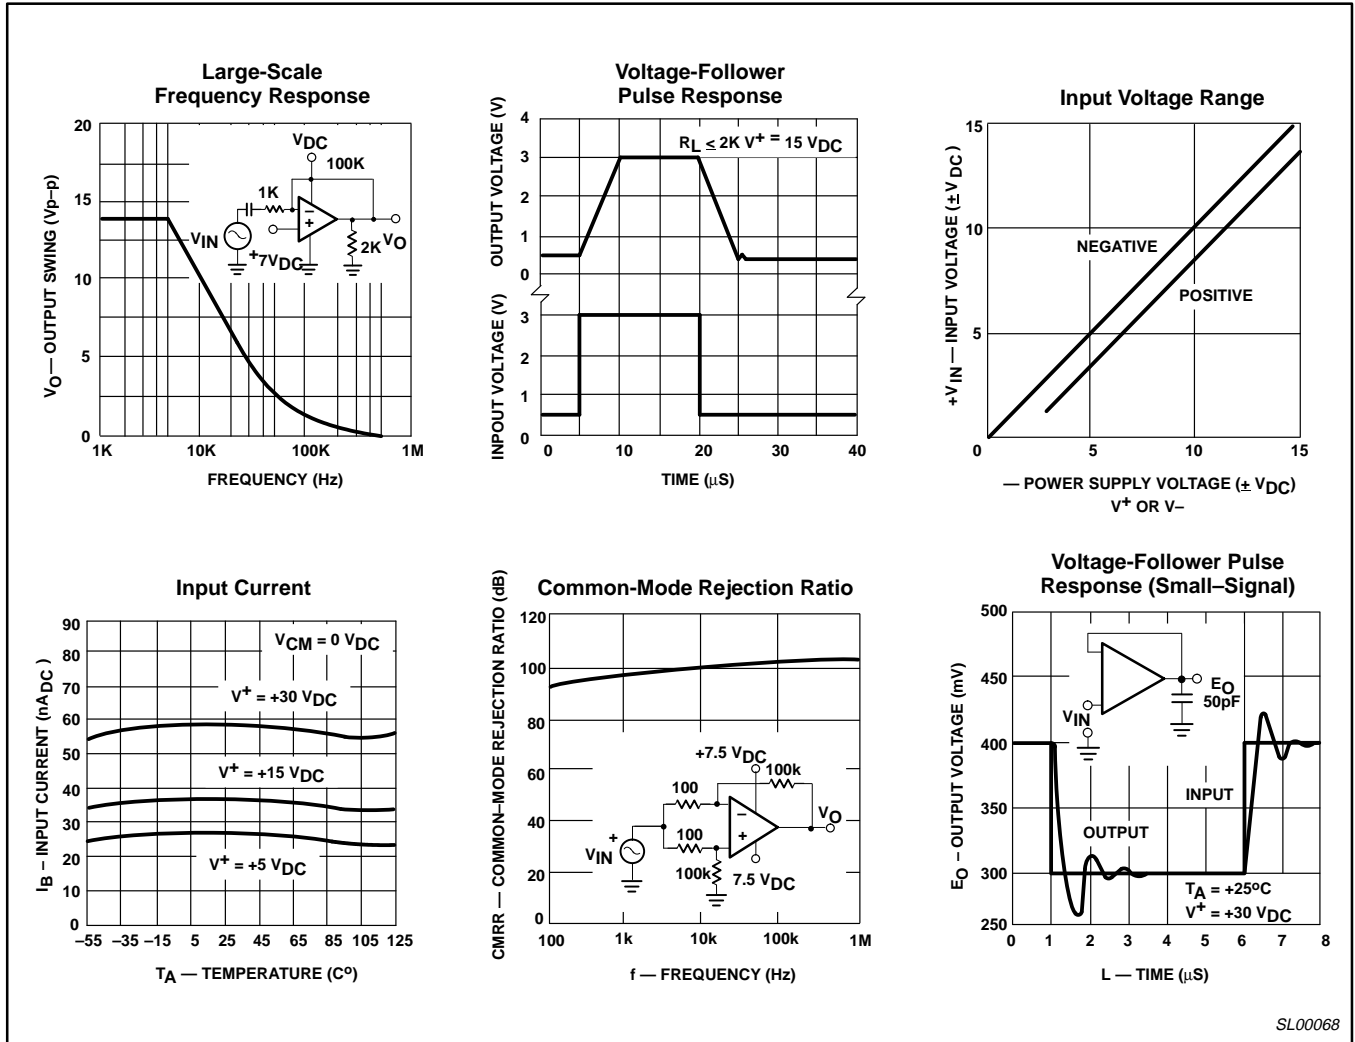 Large-Scale
Frequency Response
VO — OUTPUT SWING (Vp–p)
20
15
10
5
0
1K 10K 100K 1M
FREQUENCY (Hz)
VDC
100K
1K
–
+
VIN
+7VDC
2K
VO
Voltage-Follower
Pulse Response
OUTPUT VOLTAGE (V)
4
3
2
1
0
RL ≤ 2K V+ = 15 VDC
INPOUT VOLTAGE (V)
3
2
1
0
0 10 20 30 40
TIME (µS)
Input Voltage Range
+VIN — INPUT VOLTAGE (± VDC)
15
10
5
NEGATIVE
POSITIVE
0 5 10 15
— POWER SUPPLY VOLTAGE (± VDC)
V+ OR V–
Input Current
IB – INPUT CURRENT (nADC)
90
80
70
60
50
40
30
20
10
0
VCM = 0 VDC
V+ = +30 VDC
V+ = +15 VDC
V+ = +5 VDC
–55 –35 –15 5 25 45 65 85 105 125
TA — TEMPERATURE (Co)
Common-Mode Rejection Ratio
CMRR — COMMON–MODE REJECTION RATIO (dB)
120
100
80
60
40
20
0
+7.5 VDC
100k
100
–
+
100
VO
+
VIN
100k
7.5 VDC
100 1k 10k 100k 1M
f — FREQUENCY (Hz)
Voltage-Follower Pulse
Response (Small–Signal)
EO – OUTPUT VOLTAGE (mV)
500
450
400
350
300
250
EO
50pF
VIN
INPUT
OUTPUT
TA = +25oC
V+ = +30 VDC
0 1 2 3 4 5 6 7 8
L — TIME (µS)
SL00068